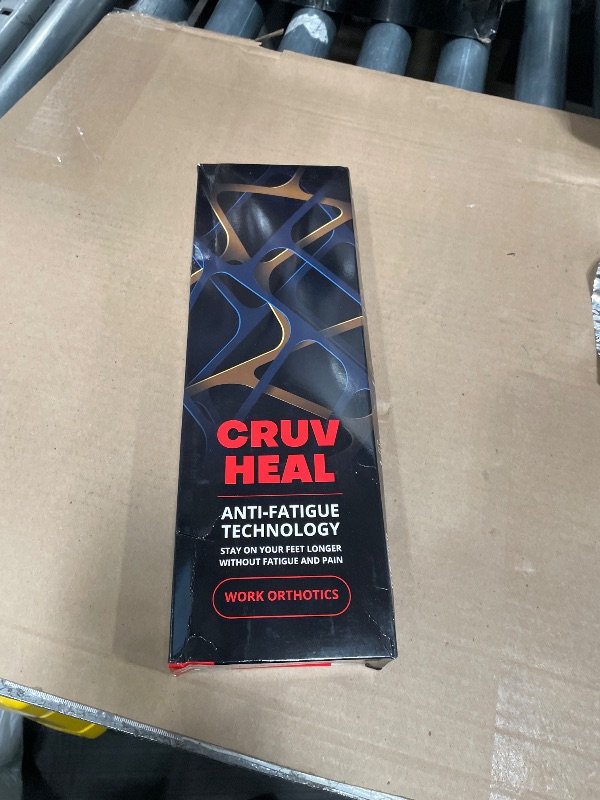 CRUV
HEAL
ANTI-FATIGUE
TECHNOLOGY
STAY ON YOUR FEET LONGER
WITHOUT FATIGUE AND PAIN
WORK ORTHOTICS